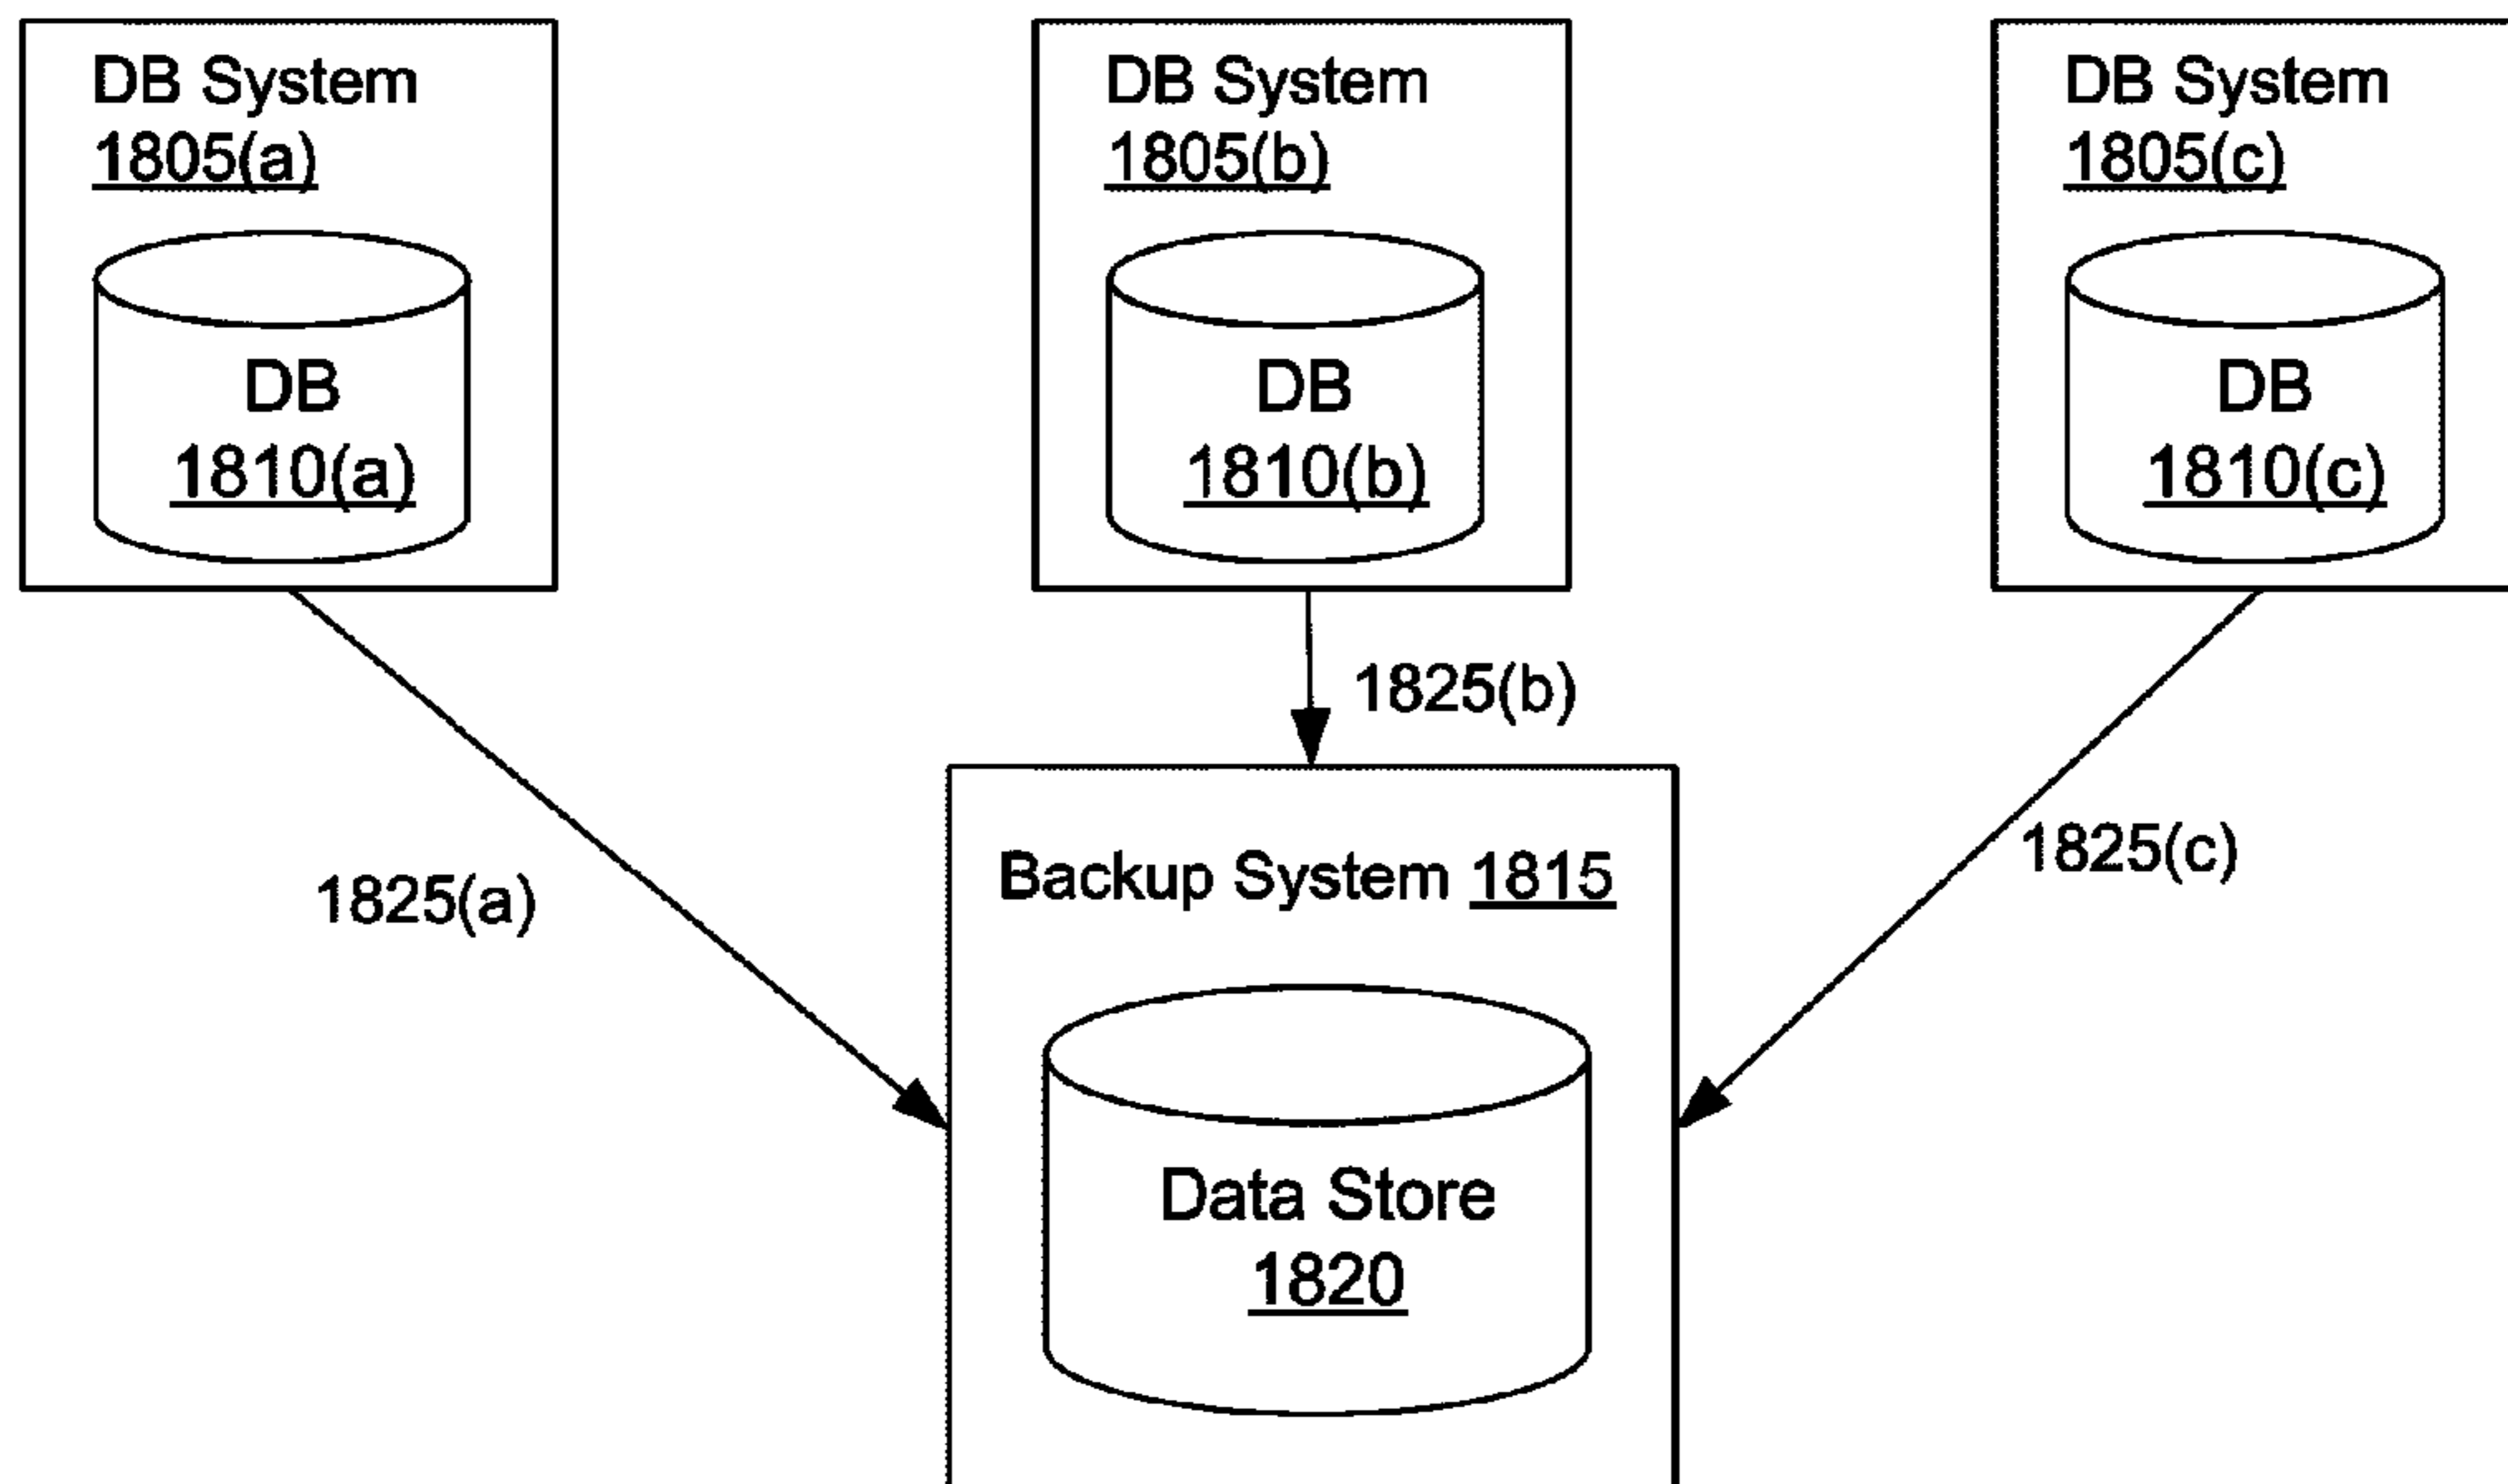 DB System
1805(a)
DB
1810(a)
DB System
1805(b)
DB
1810(b)
DB System
1805(c)
DB
1810(c)
1825(a)
1825(b)
1825(c)
Backup System 1815
Data Store
1820